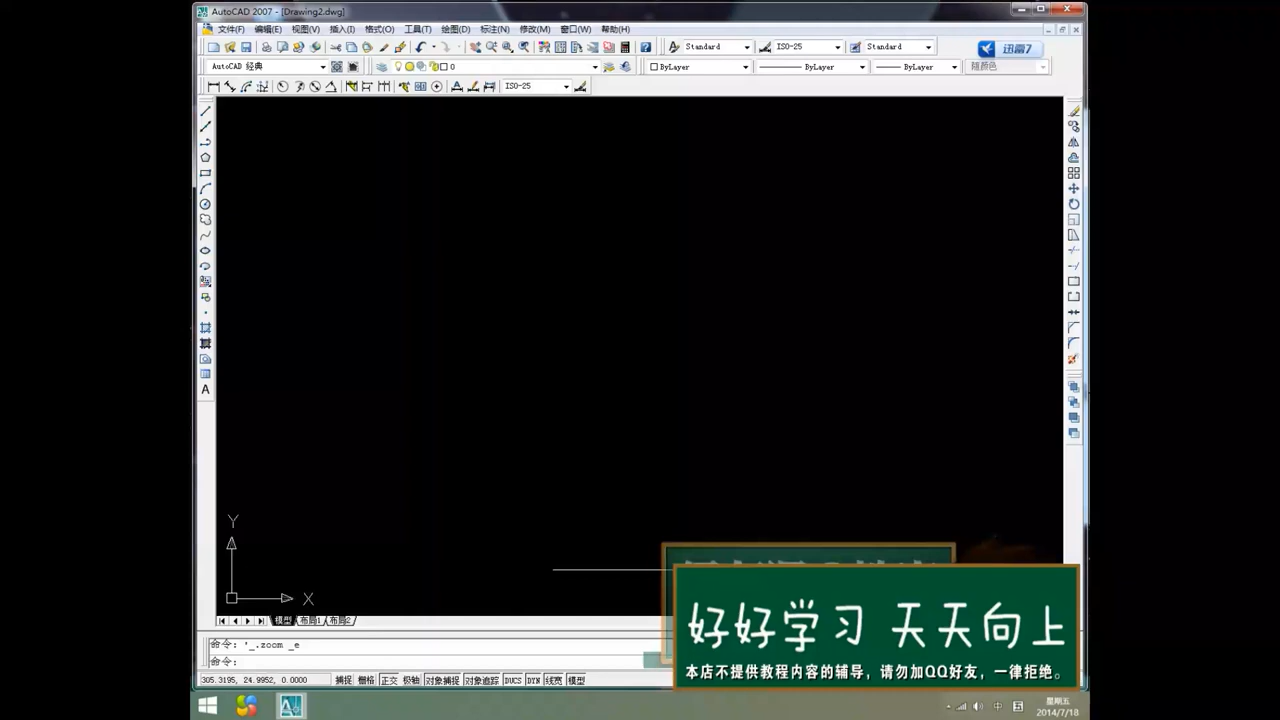 AutoCAD 2007 - [Drawing2.dwg]
文件(F) 编辑(E) 视图(V) 插入(I) 格式(O) 工具(T) 绘图(D) 标注(N) 修改(M) 窗口(W) 帮助(H)
Standard ISO-25 Standard 迅雷7
AutoCAD 经典 0 ByLayer ByLayer ByLayer 随颜色
ISO-25
A
Y
X
模型 布局1 布局2
命令: '_.zoom _e
命令:
305.3195, 24.9952, 0.0000 捕捉 栅格 正交 极轴 对象捕捉 对象追踪 DUCS DYN 线宽 模型
好好学习 天天向上
本店不提供教程内容的辅导，请勿加QQ好友，一律拒绝。
中 五 星期五
2014/7/18